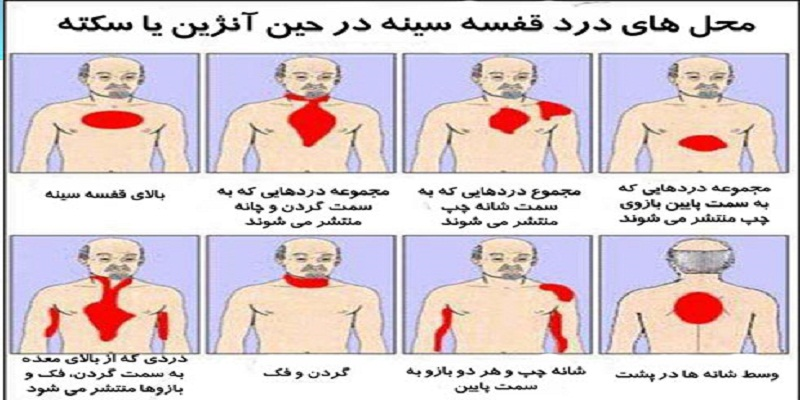 محل های درد قفسه سینه در حین آنژین یا سکته
مجموعه دردهایی که
به سمت پایین بازوی
چپ منتشر می شوند
مجموع دردهایی که به
سمت شانه چپ
منتشر می شوند
مجموعه دردهایی که به
سمت گردن و چانه
منتشر می شوند
بالای قفسه سینه
وسط شانه ها در پشت
شانه چپ و هر دو بازو به
سمت پایین
گردن و فک
دردی که از بالای معده
به سمت گردن، فک و
بازوها منتشر می شود